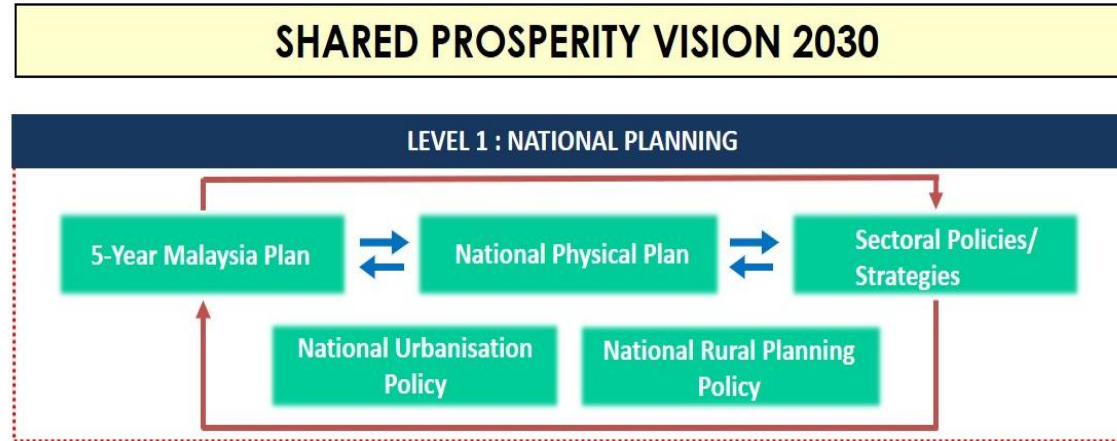 SHARED PROSPERITY VISION 2030
LEVEL 1 : NATIONAL PLANNING
5-Year Malaysia Plan
National Physical Plan
Sectoral Policies/
Strategies
National Urbanisation
Policy
National Rural Planning
Policy